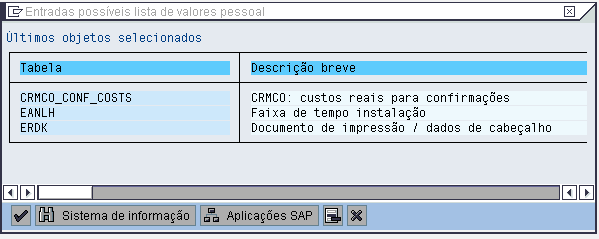 Entradas possíveis lista de valores pessoal
Últimos objetos selecionados
Tabela Descrição breve
CRMCO_CONF_COSTS CRMCO: custos reais para confirmações
EANLH Faixa de tempo instalação
ERDK Documento de impressão / dados de cabeçalho
Sistema de informação Aplicações SAP